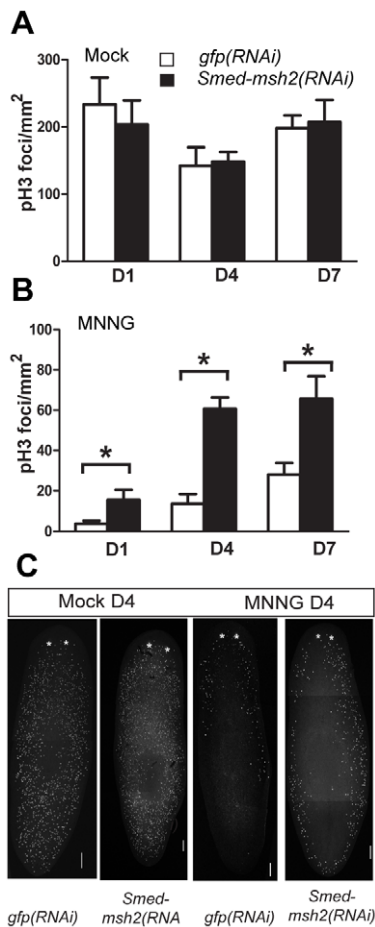 A
Mock
gfp(RNAi)
Smed-msh2(RNAi)
pH3 foci/mm²
300
200
100
0
D1 D4 D7
B
MNNG
pH3 foci/mm²
100
80
60
40
20
0
* * *
D1 D4 D7
C
Mock D4 MNNG D4
* * * * * * * *
gfp(RNAi) Smed-msh2(RNA gfp(RNAi) Smed-msh2(RNAi)